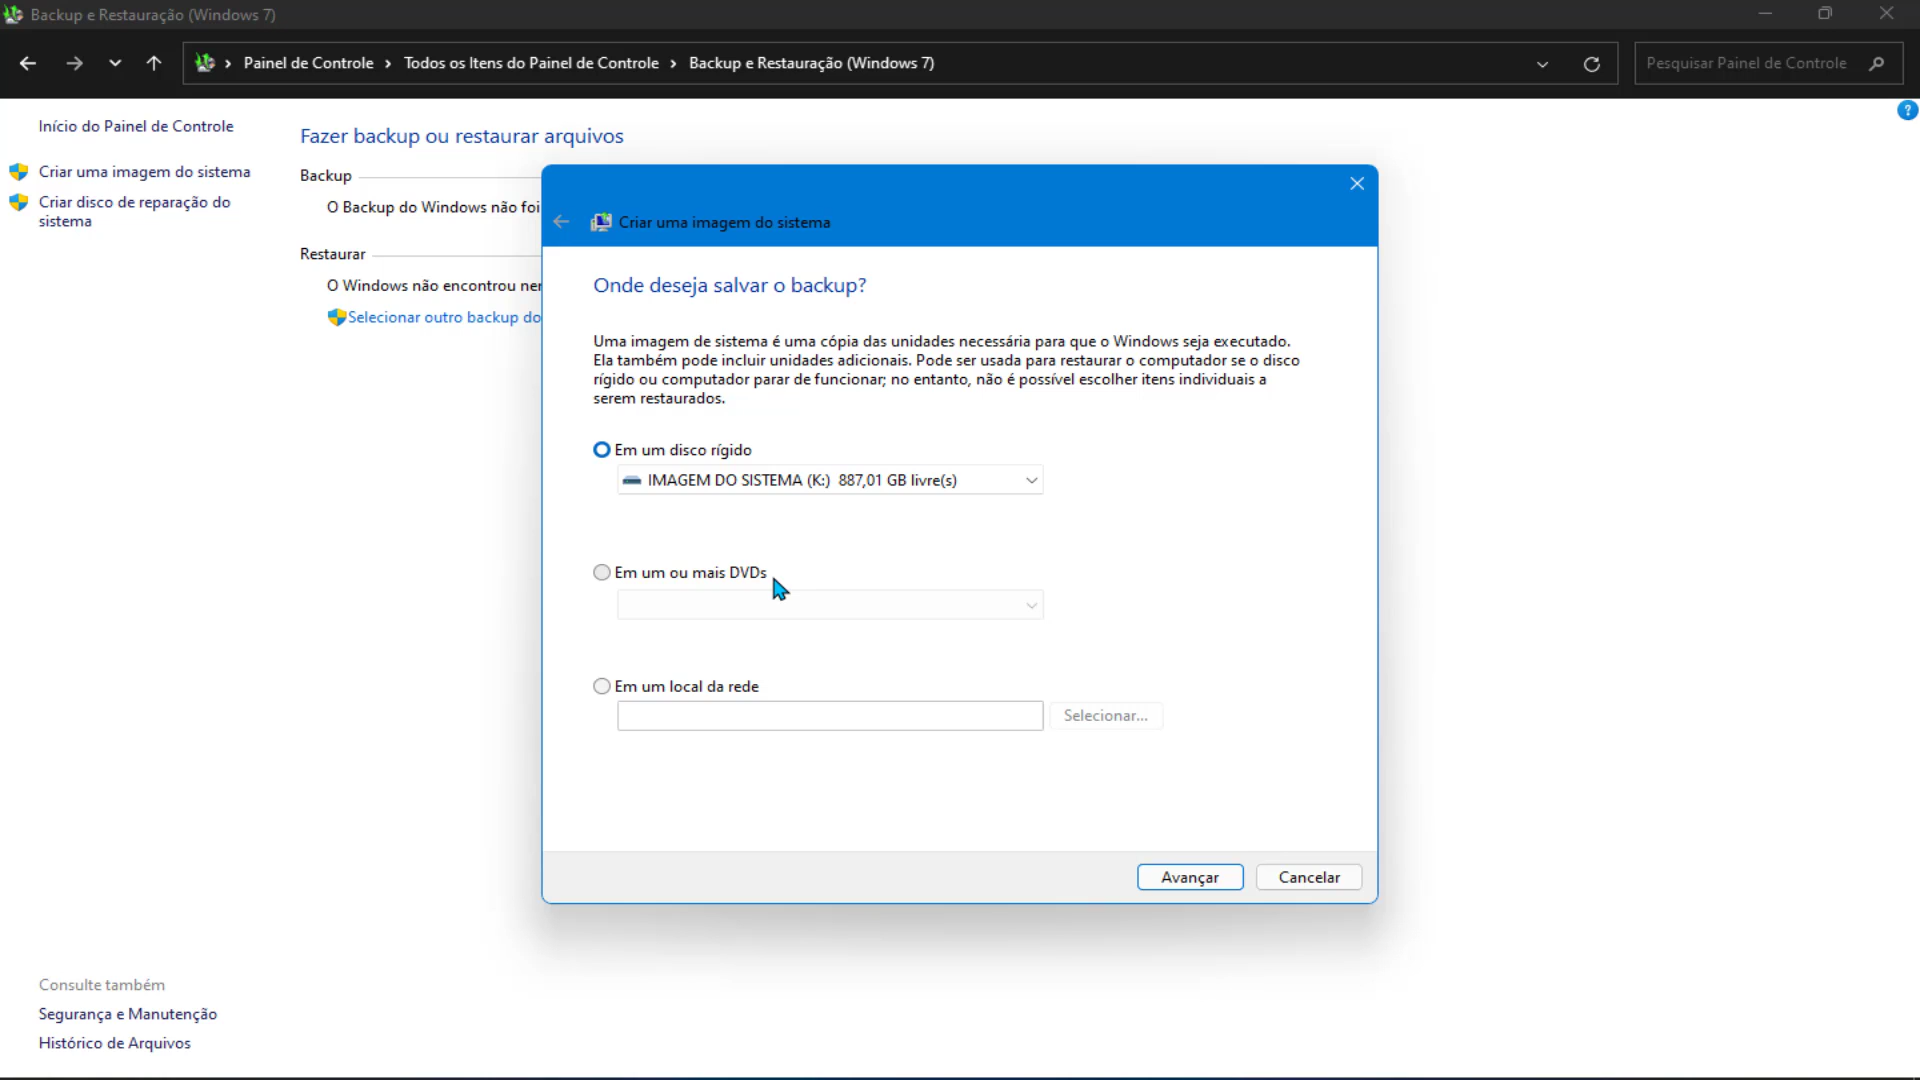 Backup e Restauração (Windows 7)
Painel de Controle > Todos os Itens do Painel de Controle > Backup e Restauração (Windows 7)
Pesquisar Painel de Controle
?
Início do Painel de Controle
Criar uma imagem do sistema
Criar disco de reparação do
sistema
Fazer backup ou restaurar arquivos
Backup
O Backup do Windows não foi
Restaurar
O Windows não encontrou
Selecionar outro backup do
Criar uma imagem do sistema
Onde deseja salvar o backup?
Uma imagem de sistema é uma cópia das unidades necessária para que o Windows seja executado.
Ela também pode incluir unidades adicionais. Pode ser usada para restaurar o computador se o disco
rígido ou computador parar de funcionar; no entanto, não é possível escolher itens individuais a
serem restaurados.
Em um disco rígido
IMAGEM DO SISTEMA (K:) 887,01 GB livre(s)
Em um ou mais DVDs
Em um local da rede
Selecionar...
Avançar
Cancelar
Consulte também
Segurança e Manutenção
Histórico de Arquivos